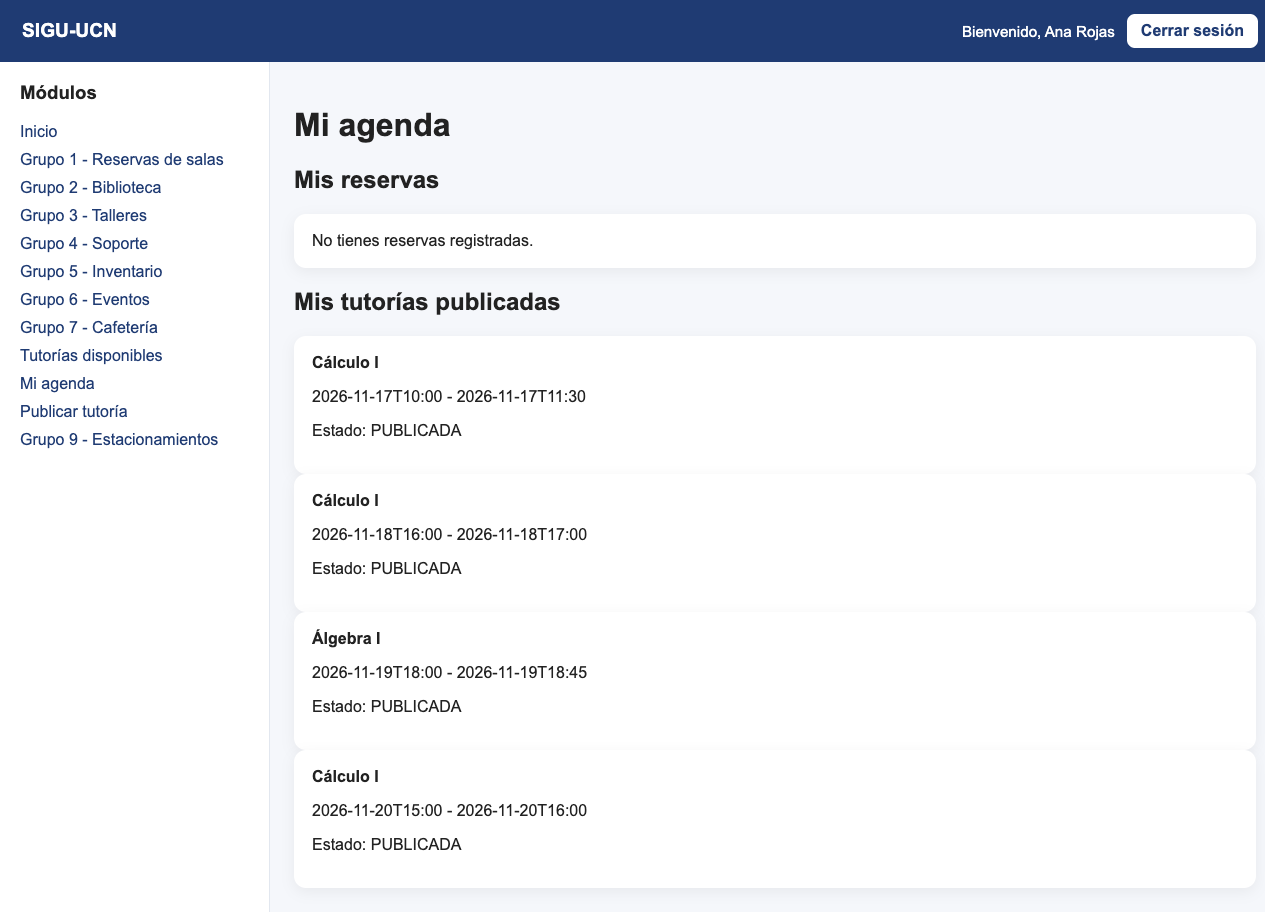 SIGU-UCN
Bienvenido, Ana Rojas
Cerrar sesión
Módulos
Inicio
Grupo 1 - Reservas de salas
Grupo 2 - Biblioteca
Grupo 3 - Talleres
Grupo 4 - Soporte
Grupo 5 - Inventario
Grupo 6 - Eventos
Grupo 7 - Cafetería
Tutorías disponibles
Mi agenda
Publicar tutoría
Grupo 9 - Estacionamientos
Mi agenda
Mis reservas
No tienes reservas registradas.
Mis tutorías publicadas
Cálculo I
2026-11-17T10:00 - 2026-11-17T11:30
Estado: PUBLICADA
Cálculo I
2026-11-18T16:00 - 2026-11-18T17:00
Estado: PUBLICADA
Álgebra I
2026-11-19T18:00 - 2026-11-19T18:45
Estado: PUBLICADA
Cálculo I
2026-11-20T15:00 - 2026-11-20T16:00
Estado: PUBLICADA